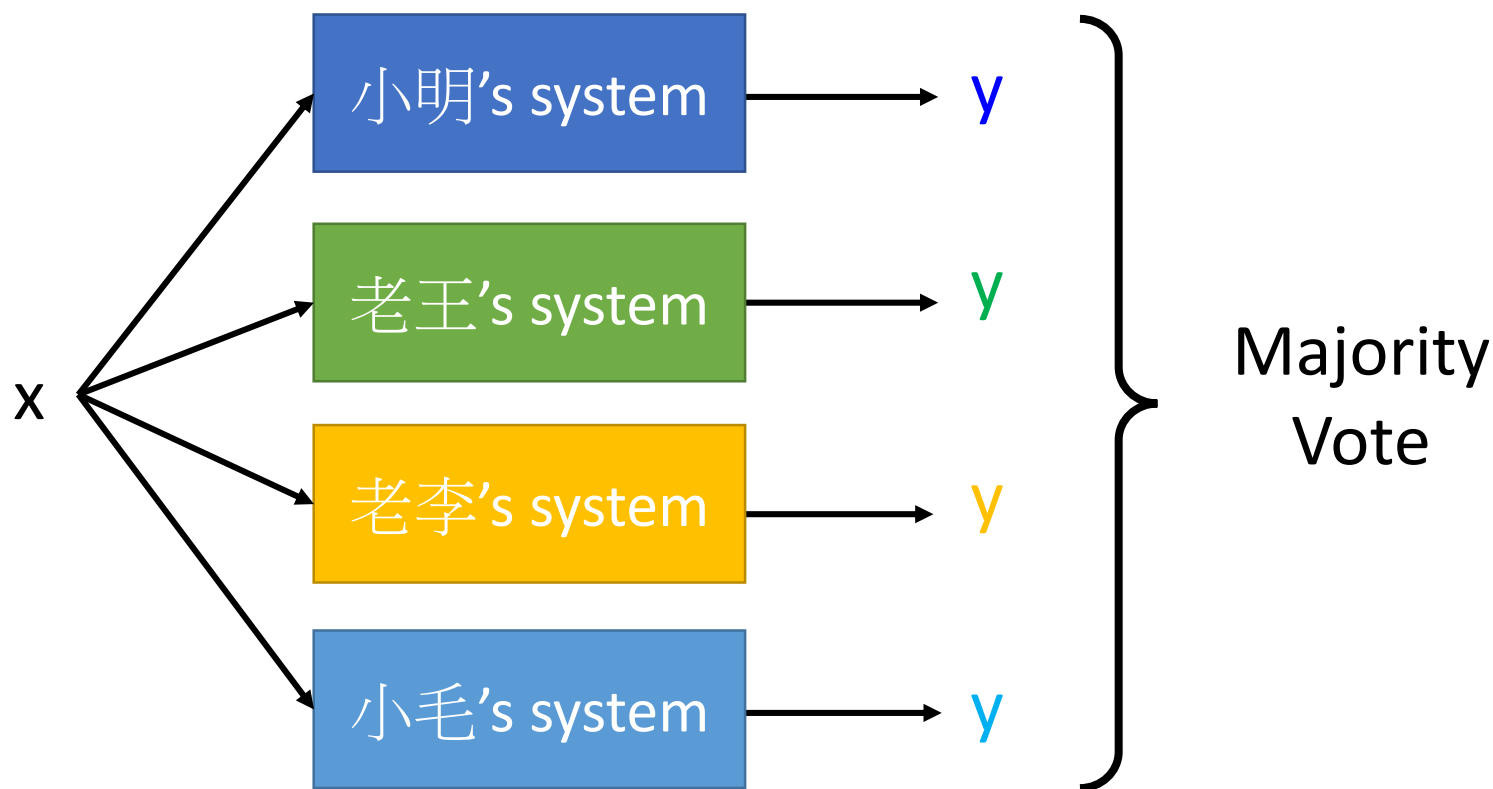 x
小明’s system
y
老王’s system
y
老李’s system
y
小毛’s system
y
Majority
Vote